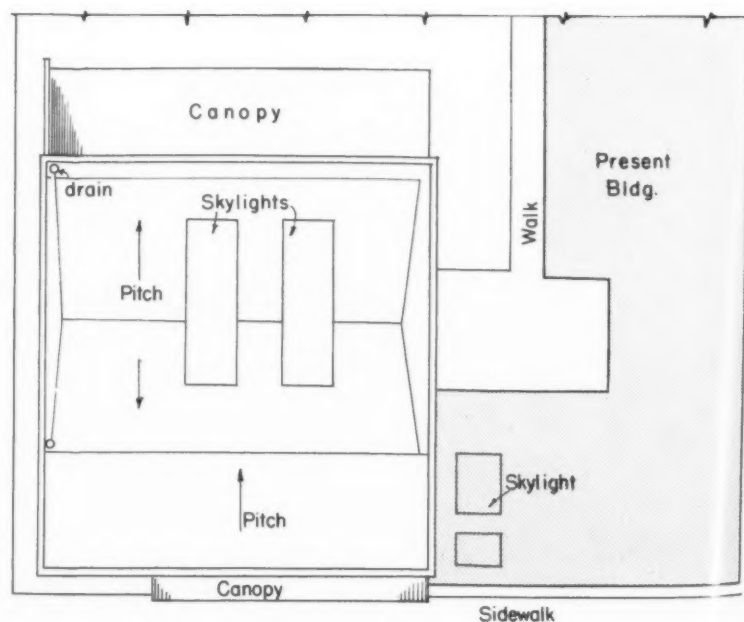 Canopy
Present
Bldg.
drain
Skylights
Walk
Pitch
Skylight
Pitch
Canopy
Sidewalk